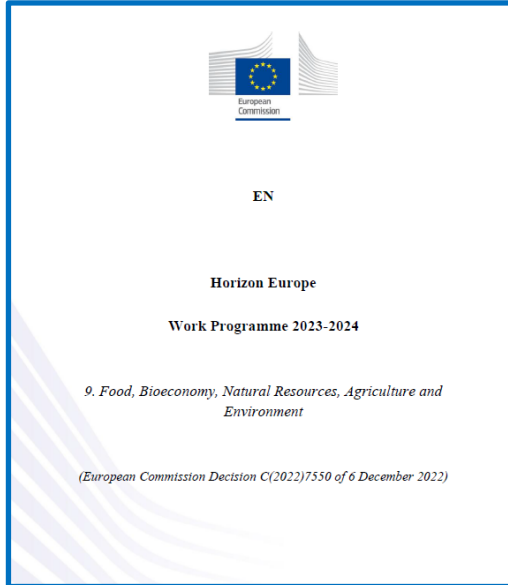 European
Commission
EN
Horizon Europe
Work Programme 2023-2024
9. Food, Bioeconomy, Natural Resources, Agriculture and
Environment
(European Commission Decision C(2022)7550 of 6 December 2022)